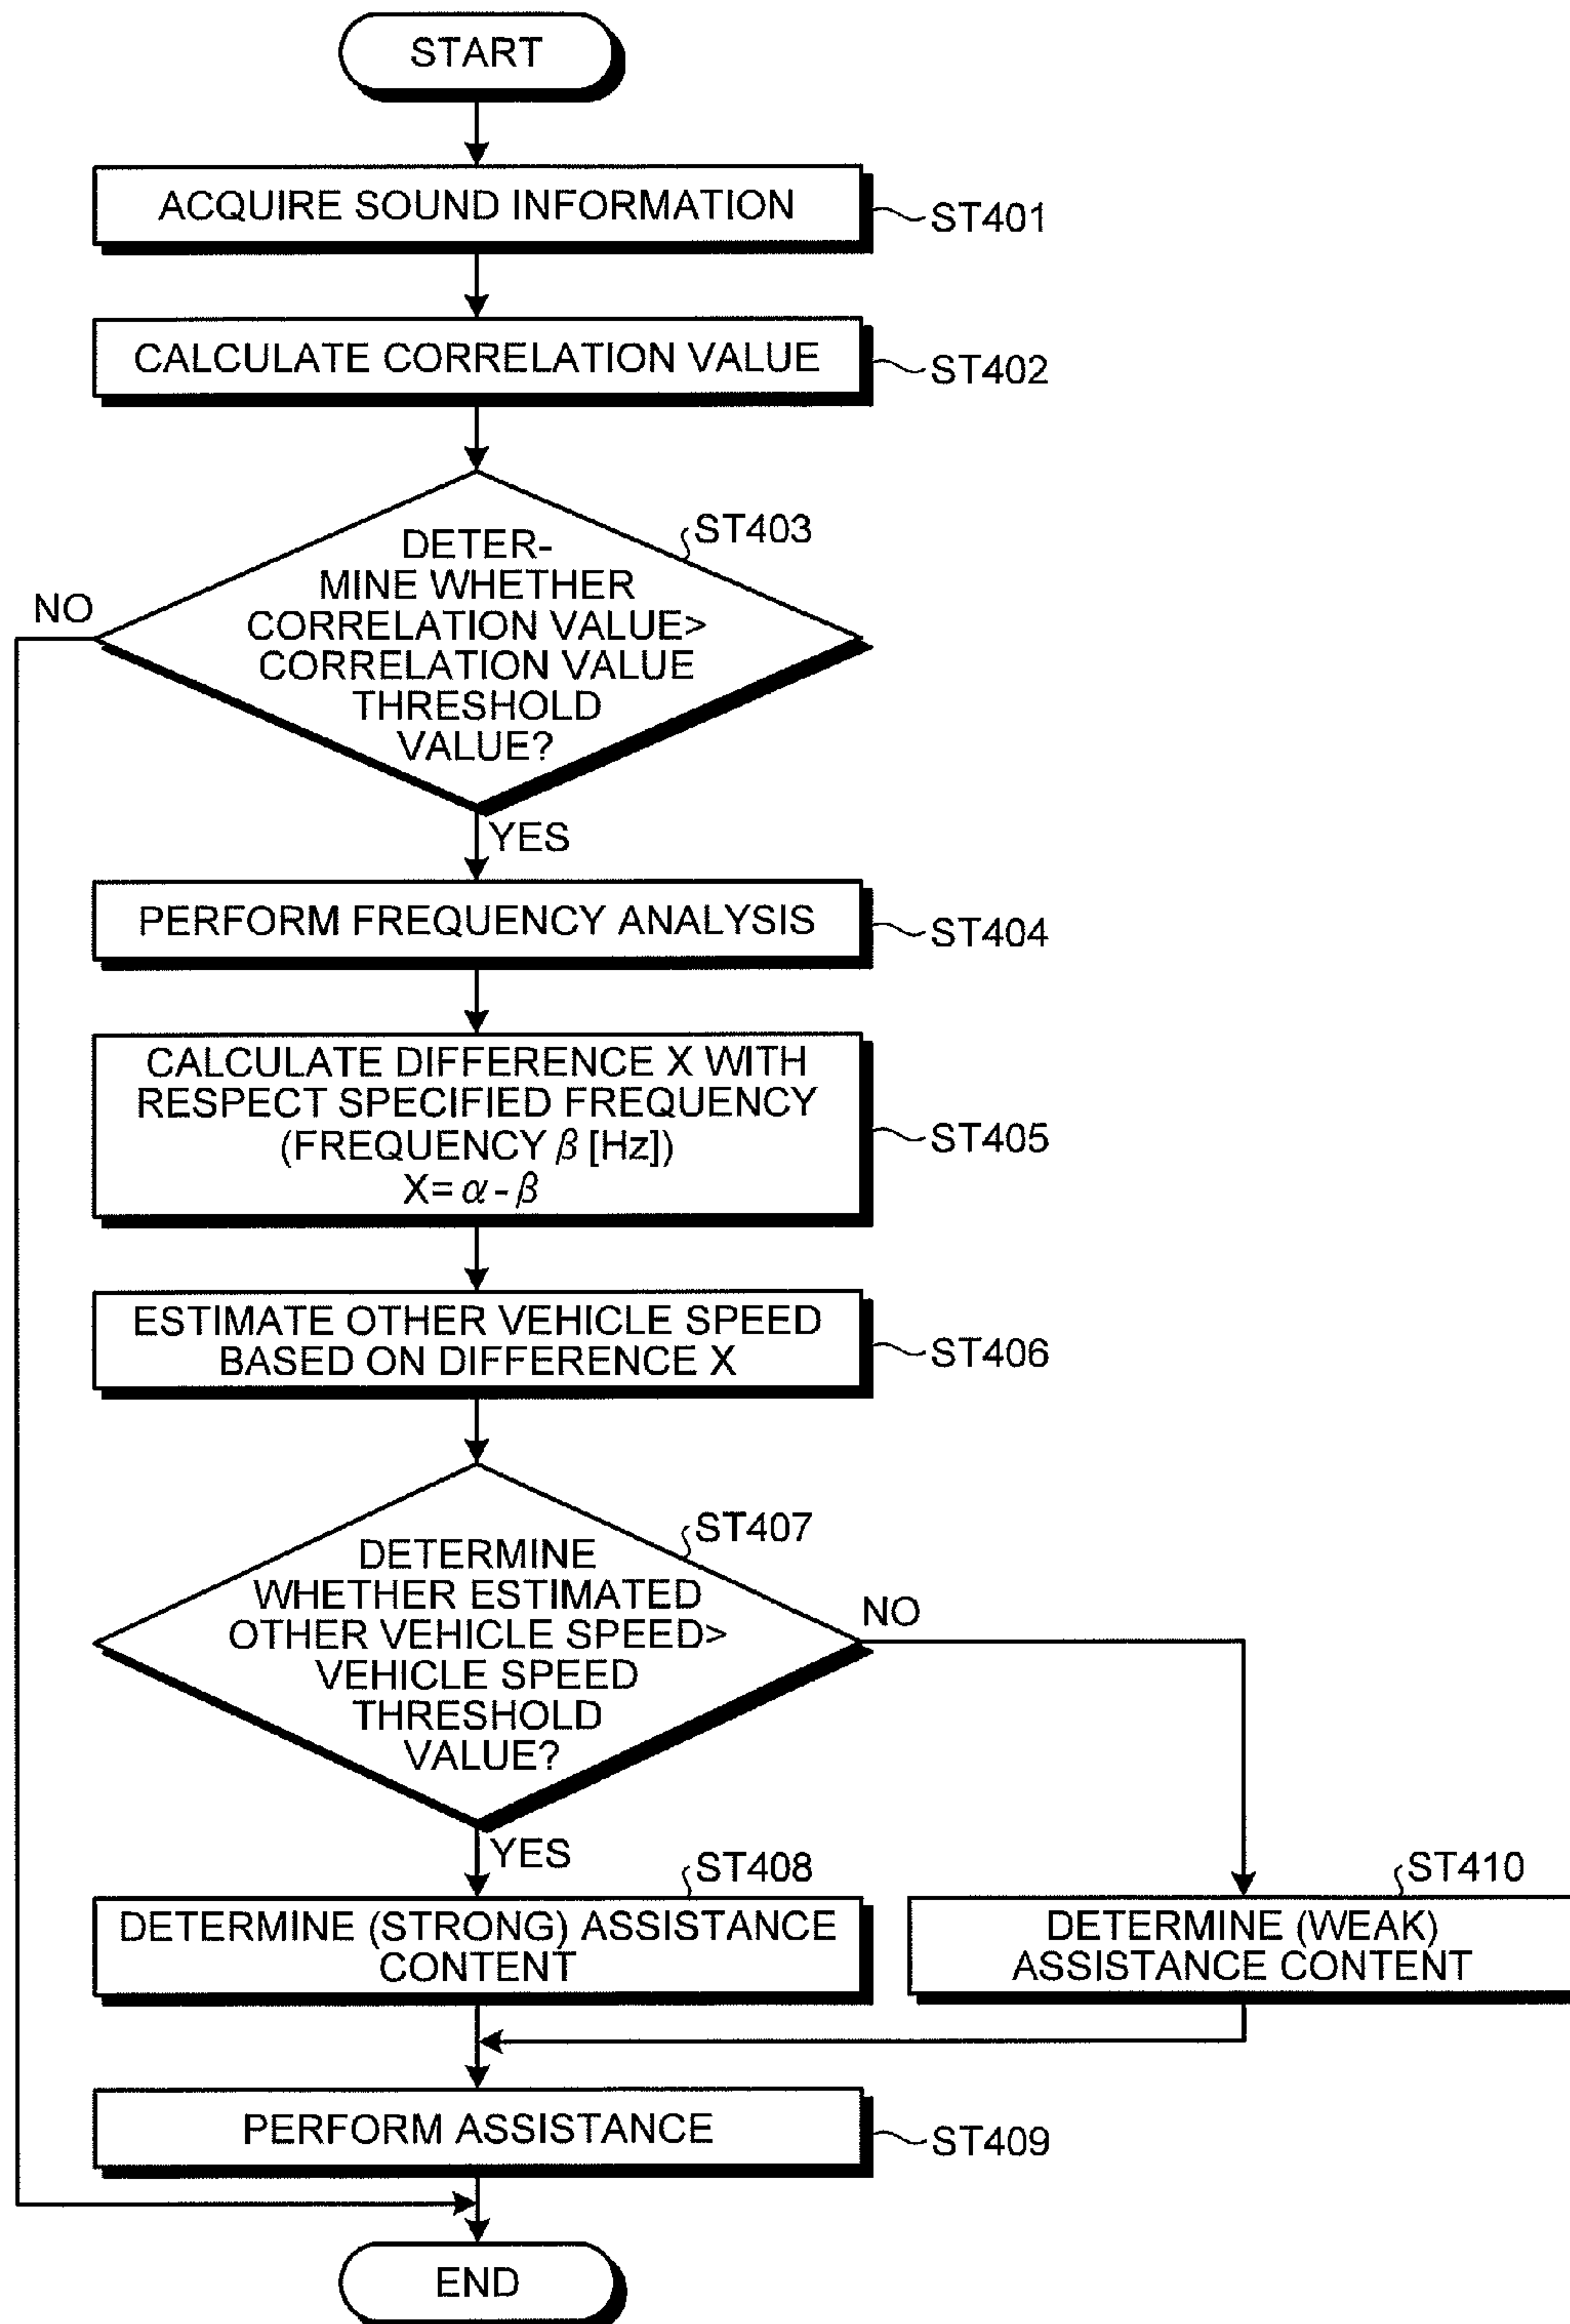 START
ACQUIRE SOUND INFORMATION
ST401
CALCULATE CORRELATION VALUE
ST402
ST403
DETER-
MINE WHETHER
CORRELATION VALUE>
CORRELATION VALUE
THRESHOLD
VALUE?
NO
YES
PERFORM FREQUENCY ANALYSIS
ST404
CALCULATE DIFFERENCE X WITH
RESPECT SPECIFIED FREQUENCY
(FREQUENCY β [Hz])
X= α - β
ST405
ESTIMATE OTHER VEHICLE SPEED
BASED ON DIFFERENCE X
ST406
ST407
DETERMINE
WHETHER ESTIMATED
OTHER VEHICLE SPEED>
VEHICLE SPEED
THRESHOLD
VALUE?
NO
YES
ST408
DETERMINE (STRONG) ASSISTANCE
CONTENT
ST410
DETERMINE (WEAK)
ASSISTANCE CONTENT
PERFORM ASSISTANCE
ST409
END